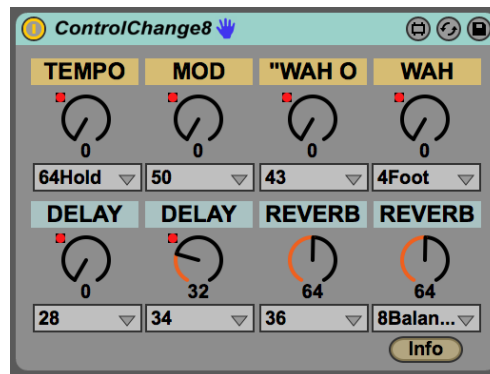 ControlChange8
TEMPO MOD "WAH O WAH
0 0 0 0
64Hold 50 43 4Foot
DELAY DELAY REVERB REVERB
0 32 64 64
28 34 36 8Balan...
Info